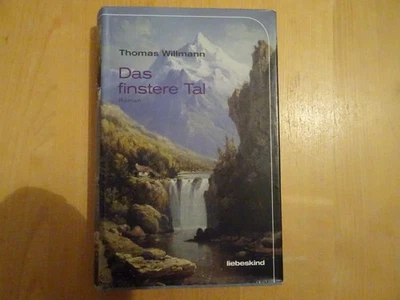 Thomas Willmann
Das
finstere Tal
Roman
liebeskind